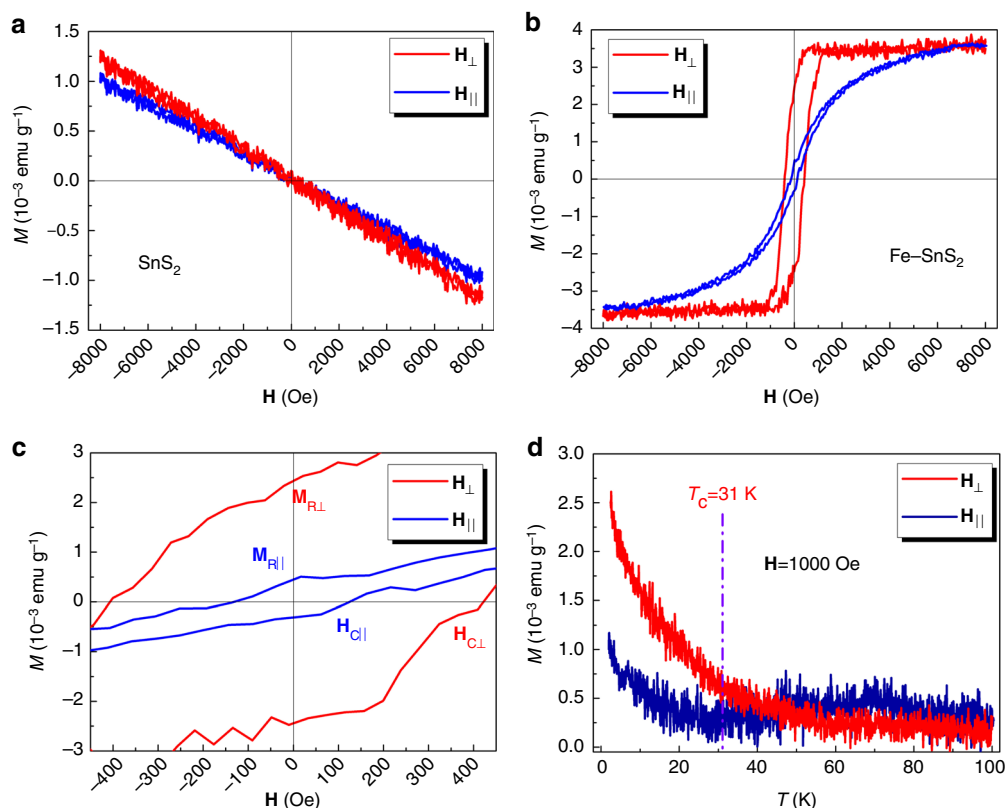 a
1.5
1.0
0.5
0.0
−0.5
−1.0
−1.5
M (10⁻³ emu g⁻¹)
H⊥
H||
SnS₂
−8000
−6000
−4000
−2000
0
2000
4000
6000
8000
H (Oe)
b
4
3
2
1
0
−1
−2
−3
−4
M (10⁻³ emu g⁻¹)
H⊥
H||
Fe–SnS₂
−8000
−6000
−4000
−2000
0
2000
4000
6000
8000
H (Oe)
c
3
2
1
0
−1
−2
−3
M (10⁻³ emu g⁻¹)
H⊥
H||
M_R⊥
M_R||
H_C||
H_C⊥
−400
−300
−200
−100
0
100
200
300
400
H (Oe)
d
3.0
2.5
2.0
1.5
1.0
0.5
0.0
M (10⁻³ emu g⁻¹)
H⊥
H||
T_C=31 K
H=1000 Oe
0
20
40
60
80
100
T (K)